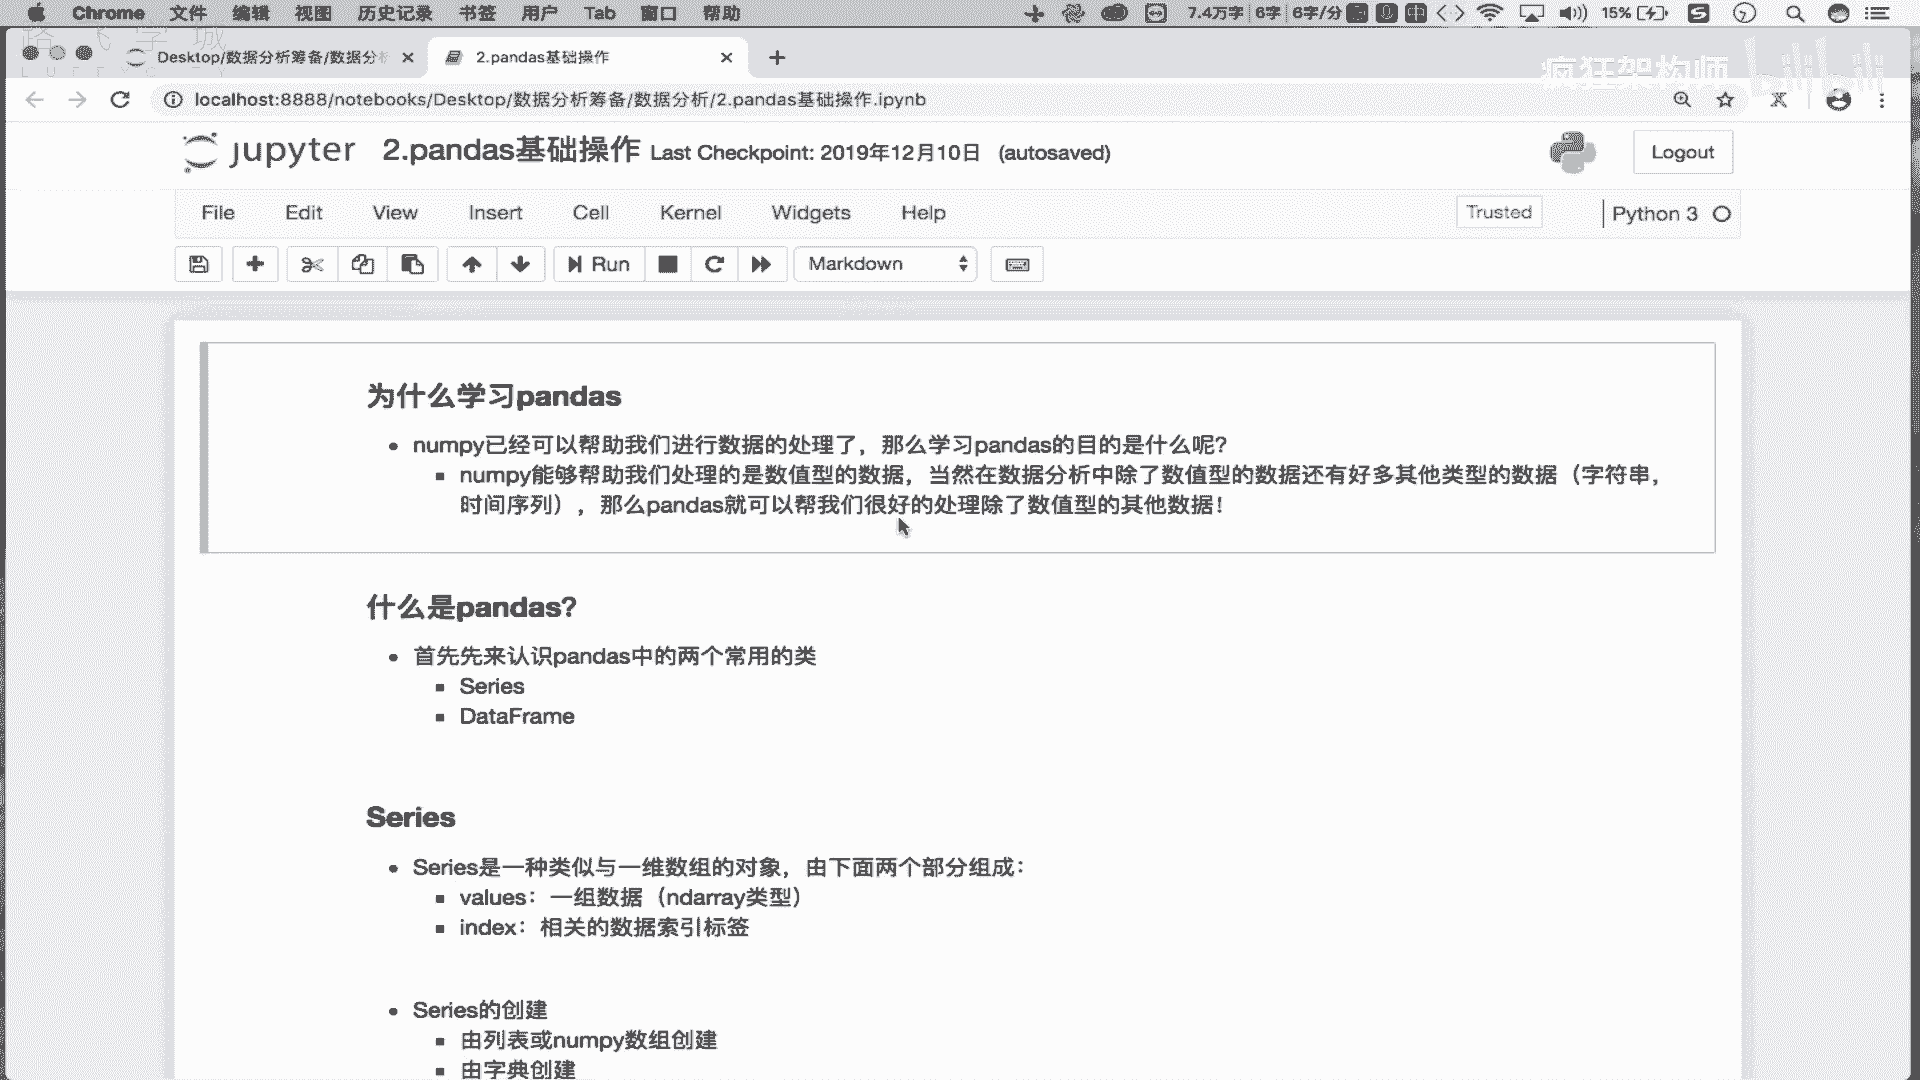 Chrome 文件 编辑 视图 历史记录 书签 用户 Tab 窗口 帮助 7.4万字 6字 6字/分 中 15%
路飞学城
Desktop/数据分析筹备/数据分析 2.pandas基础操作
疯狂架构师 bilibili
localhost:8888/notebooks/Desktop/数据分析筹备/数据分析/2.pandas基础操作.ipynb
jupyter 2.pandas基础操作 Last Checkpoint: 2019年12月10日 (autosaved)
Logout
File Edit View Insert Cell Kernel Widgets Help Trusted Python 3
Run Markdown
为什么学习pandas
numpy已经可以帮助我们进行数据的处理了，那么学习pandas的目的是什么呢？
numpy能够帮助我们处理的是数值型的数据，当然在数据分析中除了数值型的数据还有好多其他类型的数据（字符串，
时间序列），那么pandas就可以帮我们很好的处理除了数值型的其他数据！
什么是pandas？
首先先来认识pandas中的两个常用的类
Series
DataFrame
Series
Series是一种类似与一维数组的对象，由下面两个部分组成：
values：一组数据（ndarray类型）
index：相关的数据索引标签
Series的创建
由列表或numpy数组创建
由字典创建